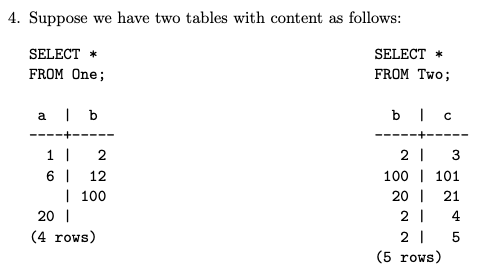 4. Suppose we have two tables with content as follows:
SELECT *
FROM One;
a | b
----+-----
1 | 2
6 | 12
| 100
20 |
(4 rows)
SELECT *
FROM Two;
b | c
-----+-----
2 | 3
100 | 101
20 | 21
2 | 4
2 | 5
(5 rows)